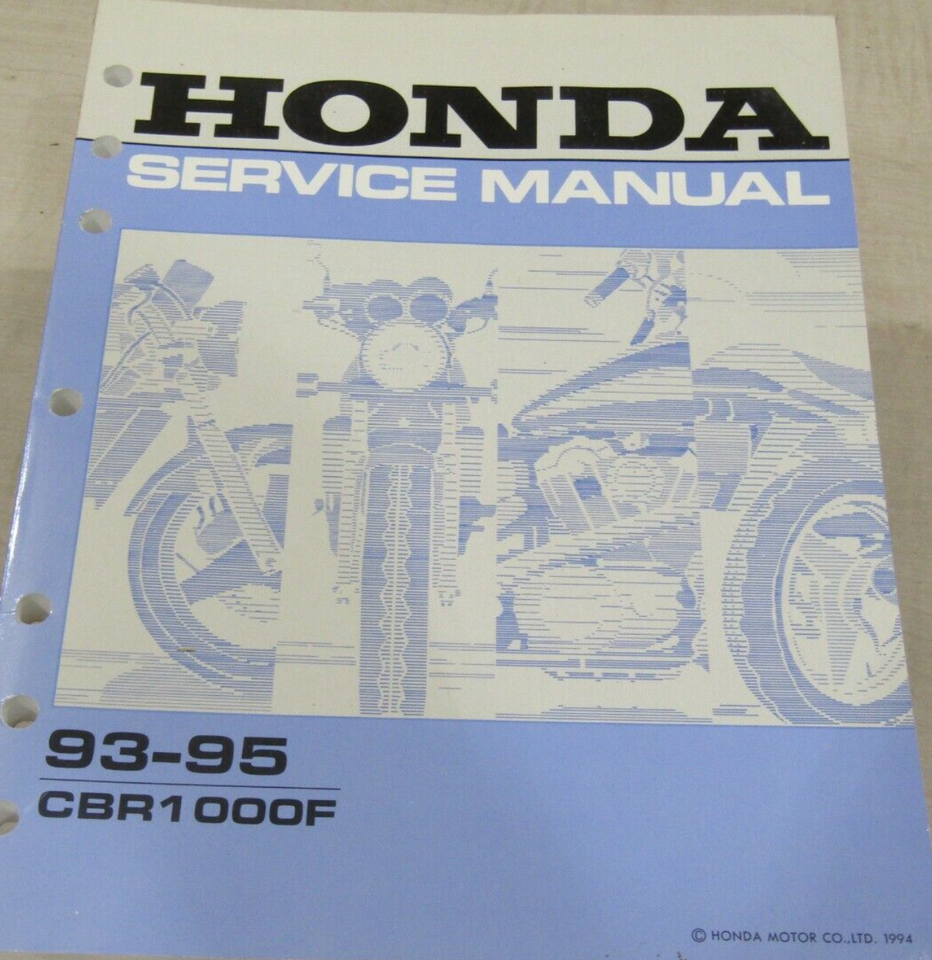 HONDA
SERVICE MANUAL
93-95
CBR1000F
© HONDA MOTOR CO.,LTD. 1994